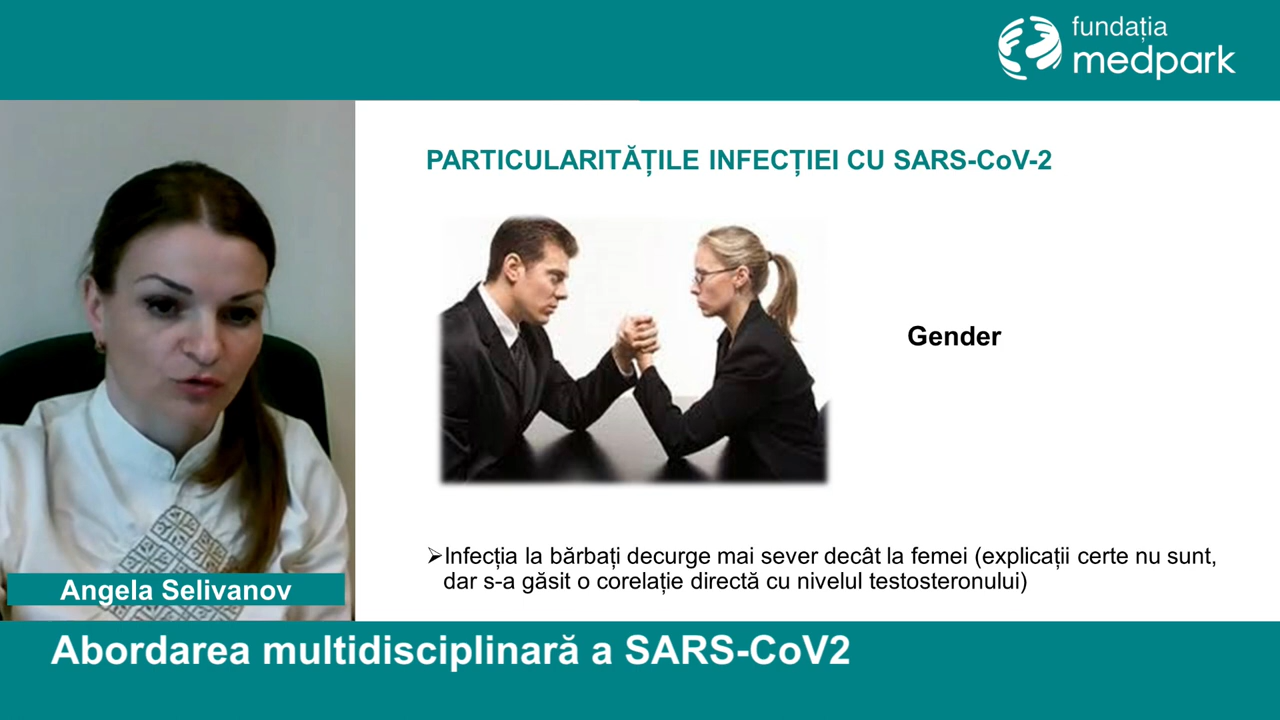 fundația
medpark
PARTICULARITĂȚILE INFECȚIEI CU SARS-CoV-2
Gender
➢Infecția la bărbați decurge mai sever decât la femei (explicații certe nu sunt,
dar s-a găsit o corelație directă cu nivelul testosteronului)
Angela Selivanov
Abordarea multidisciplinară a SARS-CoV2